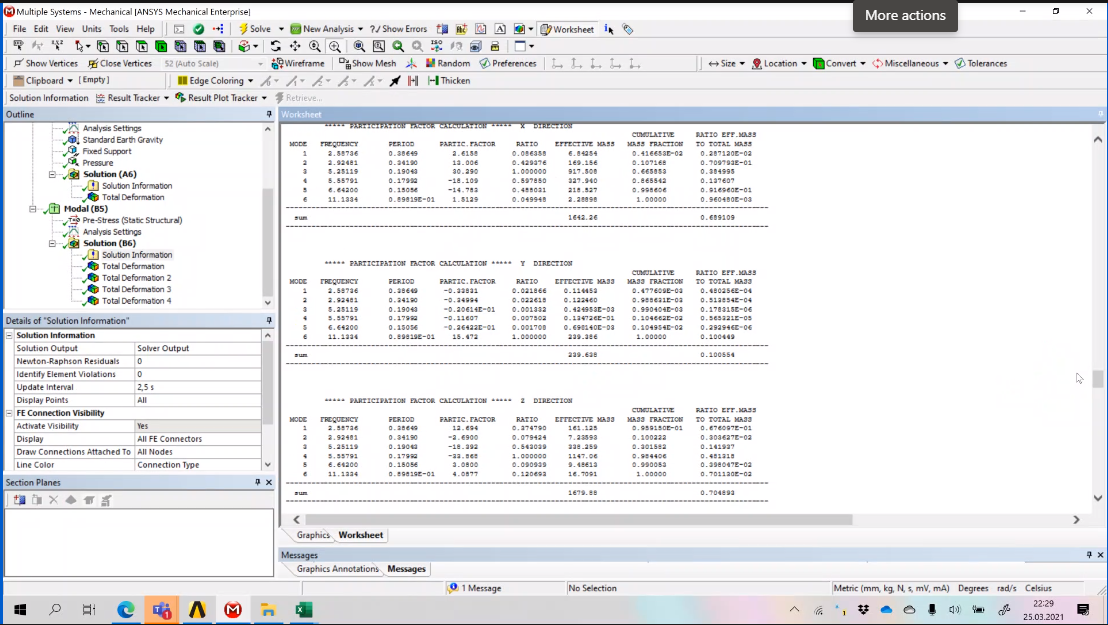 Multiple Systems - Mechanical [ANSYS Mechanical Enterprise]
More actions
File Edit View Units Tools Help Solve New Analysis ? /Show Errors Worksheet
Show Vertices Close Vertices S2 (Auto Scale) Wireframe Show Mesh Random Preferences Size Location Convert Miscellaneous Tolerances
Clipboard [Empty] Edge Coloring Thicken
Solution Information Result Tracker Result Plot Tracker Retrieve...
Outline
Analysis Settings
Standard Earth Gravity
Fixed Support
Pressure
Solution (A6)
Solution Information
Total Deformation
Modal (B5)
Pre-Stress (Static Structural)
Analysis Settings
Solution (B6)
Solution Information
Total Deformation
Total Deformation 2
Total Deformation 3
Total Deformation 4
Details of "Solution Information"
Solution Information
Solution Output Solver Output
Newton-Raphson Residuals 0
Identify Element Violations 0
Update Interval 2,5 s
Display Points All
FE Connection Visibility
Activate Visibility Yes
Display All FE Connectors
Draw Connections Attached To All Nodes
Line Color Connection Type
Section Planes
Worksheet
***** PARTICIPATION FACTOR CALCULATION ***** X DIRECTION
CUMULATIVE RATIO EFF.MASS
MODE FREQUENCY PERIOD PARTIC.FACTOR RATIO EFFECTIVE MASS MASS FRACTION TO TOTAL MASS
1 2.58736 0.38649 2.6158 0.086358 6.84254 0.416653E-02 0.287120E-02
2 2.92481 0.34190 13.006 0.429376 169.156 0.107168 0.709793E-01
3 5.25119 0.19043 30.290 1.000000 917.508 0.665853 0.384995
4 5.55791 0.17992 -18.109 0.597850 327.940 0.865542 0.137607
5 6.64200 0.15056 -14.783 0.488031 218.527 0.998606 0.916960E-01
6 11.1334 0.89819E-01 1.5129 0.049948 2.28898 1.00000 0.960480E-03
sum 1642.26 0.689109
***** PARTICIPATION FACTOR CALCULATION ***** Y DIRECTION
CUMULATIVE RATIO EFF.MASS
MODE FREQUENCY PERIOD PARTIC.FACTOR RATIO EFFECTIVE MASS MASS FRACTION TO TOTAL MASS
1 2.58736 0.38649 -0.33831 0.021866 0.114453 0.477609E-03 0.480256E-04
2 2.92481 0.34190 -0.34994 0.022618 0.122460 0.988631E-03 0.513854E-04
3 5.25119 0.19043 -0.20614E-01 0.001332 0.424953E-03 0.990404E-03 0.178315E-06
4 5.55791 0.17992 -0.11607 0.007502 0.134726E-01 0.104662E-02 0.565321E-05
5 6.64200 0.15056 -0.26422E-01 0.001708 0.698140E-03 0.104954E-02 0.292946E-06
6 11.1334 0.89819E-01 15.472 1.000000 239.386 1.00000 0.100449
sum 239.638 0.100554
***** PARTICIPATION FACTOR CALCULATION ***** Z DIRECTION
CUMULATIVE RATIO EFF.MASS
MODE FREQUENCY PERIOD PARTIC.FACTOR RATIO EFFECTIVE MASS MASS FRACTION TO TOTAL MASS
1 2.58736 0.38649 12.694 0.374790 161.125 0.959150E-01 0.676097E-01
2 2.92481 0.34190 -2.6900 0.079424 7.23593 0.100222 0.303627E-02
3 5.25119 0.19043 -18.392 0.543039 338.259 0.301582 0.141937
4 5.55791 0.17992 -33.868 1.000000 1147.06 0.984406 0.481318
5 6.64200 0.15056 3.0800 0.090939 9.48613 0.990053 0.398047E-02
6 11.1334 0.89819E-01 4.0877 0.120693 16.7091 1.00000 0.701130E-02
sum 1679.88 0.704893
Graphics Worksheet
Messages
Graphics Annotations Messages
1 Message No Selection Metric (mm, kg, N, s, mV, mA) Degrees rad/s Celsius
22:29
25.03.2021